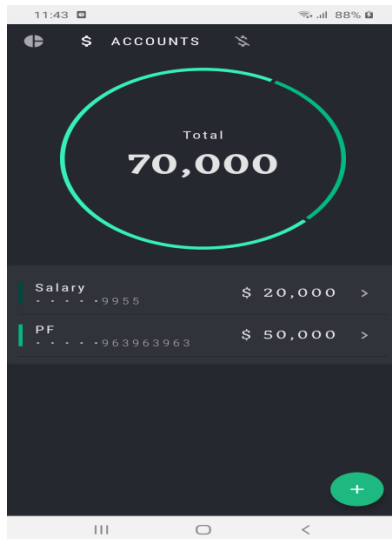 11:43 88%
$ ACCOUNTS
Total
70,000
Salary
· · · · ·9955
$ 20,000 >
PF
· · · · ·963963963
$ 50,000 >
+